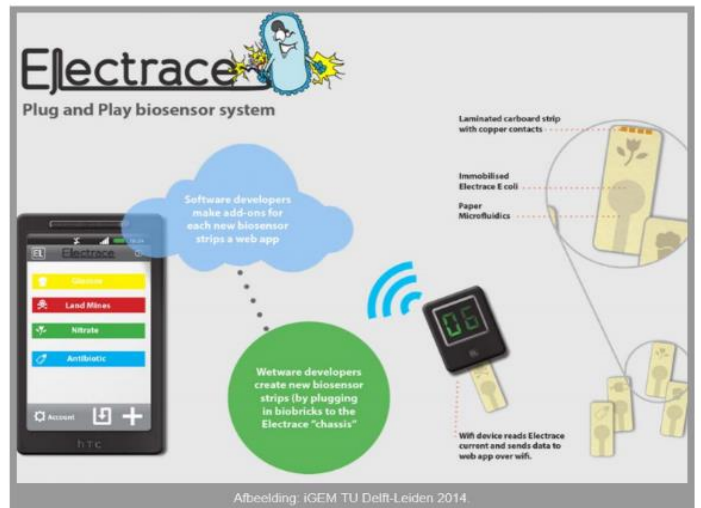 Electrace
Plug and Play biosensor system
Software developers
make add-ons for
each new biosensor
strips a web app
Laminated carboard strip
with copper contacts
Immobilised
Electrace E coli
Paper
Microfluidics
EL
Electrace
Glucose
Land Mines
Nitrate
Antibiotic
Account
htc
Wetware developers
create new biosensor
strips (by plugging
in biobricks to the
Electrace "chassis"
06
Wifi device reads Electrace
current and sends data to
web app over wifi.
Afbeelding: iGEM TU Delft-Leiden 2014.